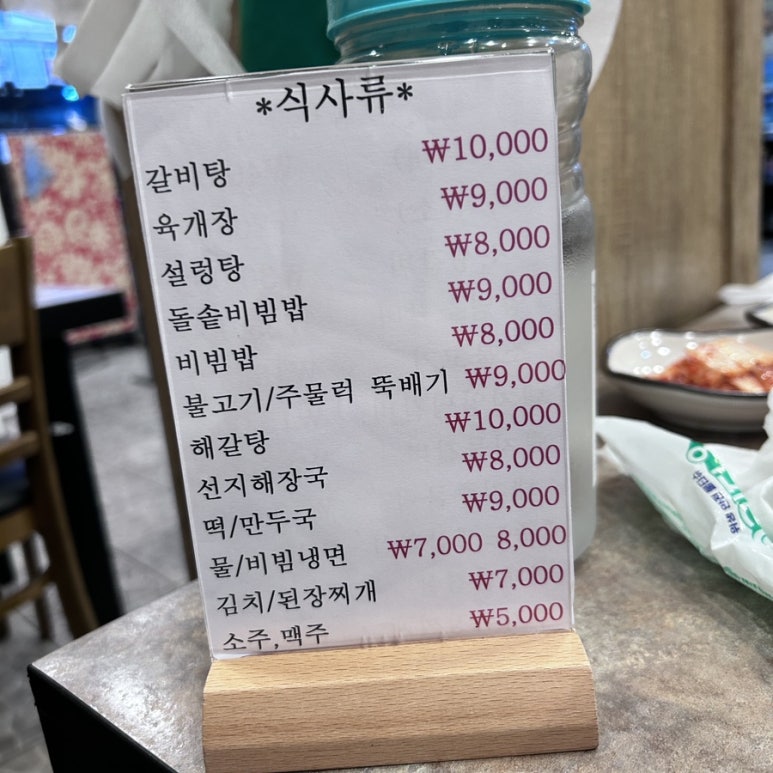 *식사류*
갈비탕 ₩10,000
육개장 ₩9,000
설렁탕 ₩8,000
돌솥비빔밥 ₩9,000
비빔밥 ₩8,000
불고기/주물럭 뚝배기 ₩9,000
해갈탕 ₩10,000
선지해장국 ₩8,000
떡/만두국 ₩9,000
물/비빔냉면 ₩7,000 8,000
김치/된장찌개 ₩7,000
소주,맥주 ₩5,000